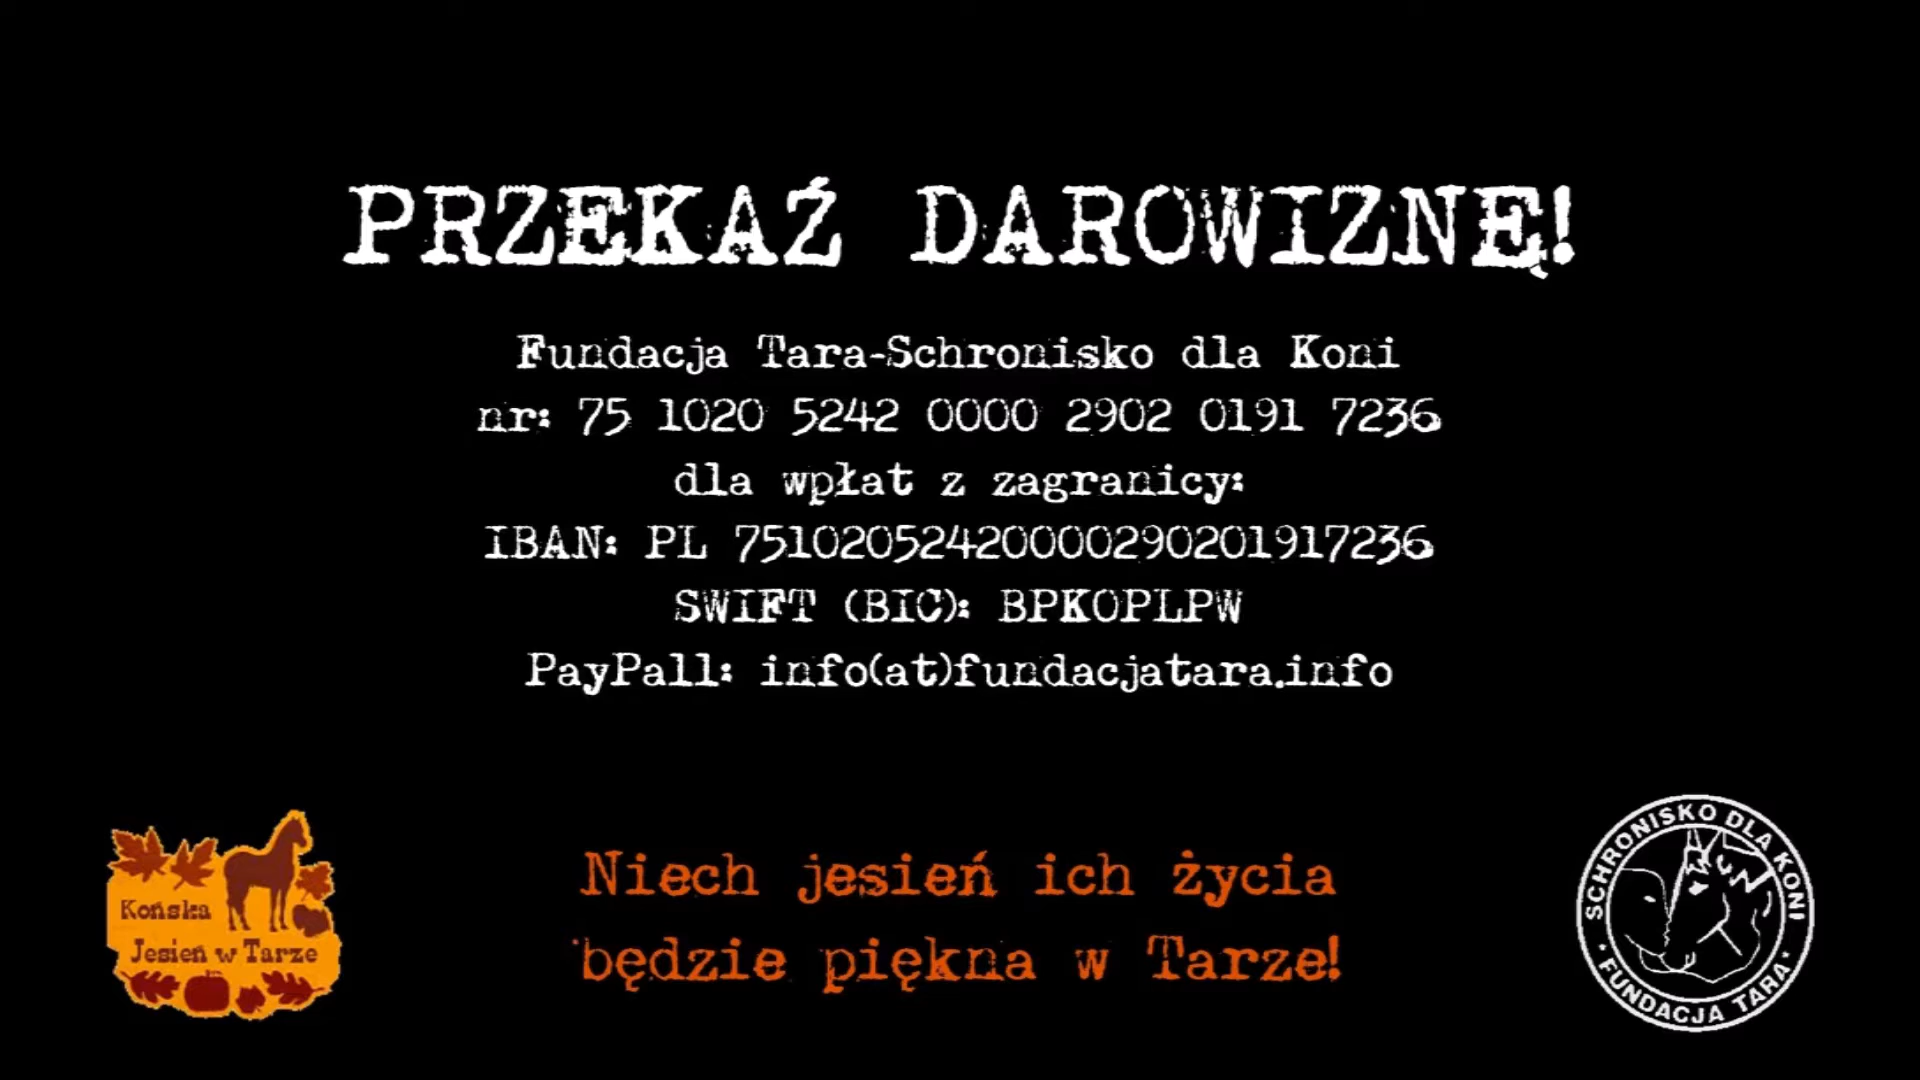 PRZEKAŹ DAROWIZNĘ!
Fundacja Tara-Schronisko dla Koni
nr: 75 1020 5242 0000 2902 0191 7236
dla wpłat z zagranicy:
IBAN: PL 75102052420000290201917236
SWIFT (BIC): BPKOPLPW
PayPall: info(at)fundacjatara.info
Końska
Jesień w Tarze
Niech jesień ich życia
będzie piękna w Tarze!
SCHRONISKO DLA KONI
• FUNDACJA TARA •